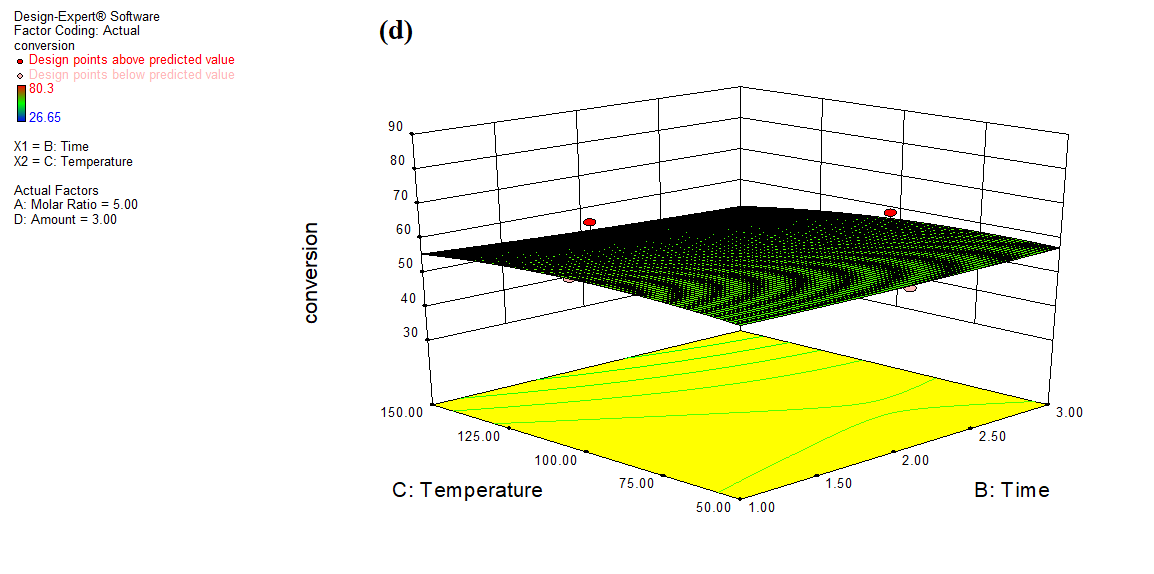 Design-Expert® Software
Factor Coding: Actual
conversion
Design points above predicted value
Design points below predicted value
80.3
26.65
X1 = B: Time
X2 = C: Temperature
Actual Factors
A: Molar Ratio = 5.00
D: Amount = 3.00
(d)
90
80
70
60
50
40
30
conversion
150.00
125.00
100.00
75.00
50.00
C: Temperature
1.00
1.50
2.00
2.50
3.00
B: Time